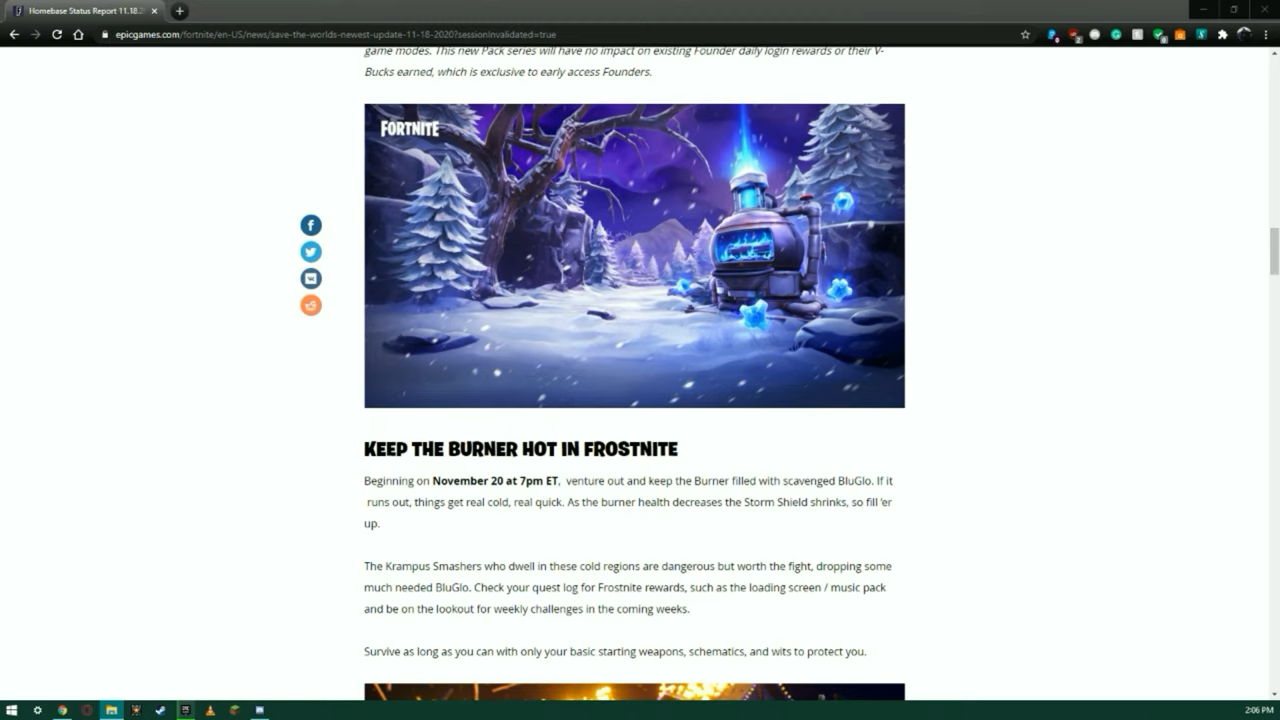 Homebase Status Report 11.18.2
epicgames.com/fortnite/en-US/news/save-the-worlds-newest-update-11-18-2020?sessionInvalidated=true
game modes. This new Pack series will have no impact on existing Founder daily login rewards or their V-
Bucks earned, which is exclusive to early access Founders.
FORTNITE
KEEP THE BURNER HOT IN FROSTNITE
Beginning on November 20 at 7pm ET, venture out and keep the Burner filled with scavenged BluGlo. If it
runs out, things get real cold, real quick. As the burner health decreases the Storm Shield shrinks, so fill 'er
up.
The Krampus Smashers who dwell in these cold regions are dangerous but worth the fight, dropping some
much needed BluGlo. Check your quest log for Frostnite rewards, such as the loading screen / music pack
and be on the lookout for weekly challenges in the coming weeks.
Survive as long as you can with only your basic starting weapons, schematics, and wits to protect you.
2:06 PM